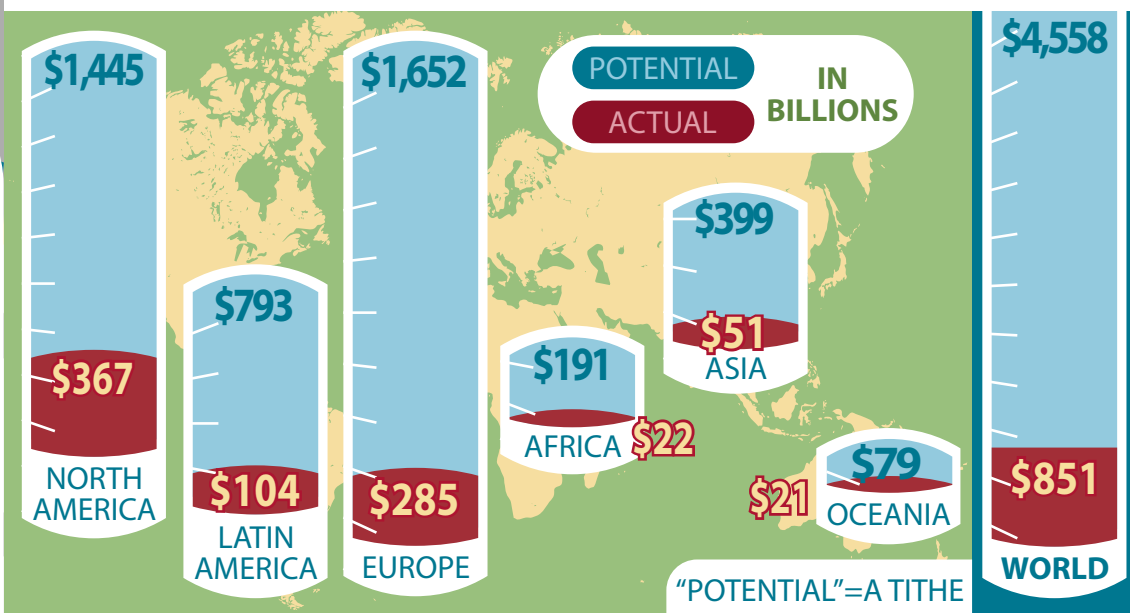 $1,445
$367
NORTH
AMERICA
$793
$104
LATIN
AMERICA
$1,652
$285
EUROPE
POTENTIAL
ACTUAL
IN
BILLIONS
$191
$22
AFRICA
$399
$51
ASIA
$79
$21
OCEANIA
$4,558
$851
WORLD
“POTENTIAL”=A TITHE